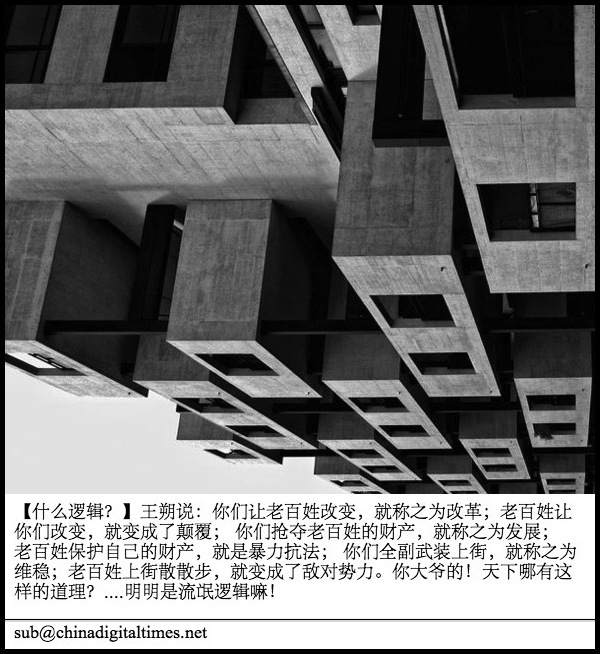 【什么逻辑？】王朔说：你们让老百姓改变，就称之为改革；老百姓让
你们改变，就变成了颠覆； 你们抢夺老百姓的财产，就称之为发展；
老百姓保护自己的财产，就是暴力抗法； 你们全副武装上街，就称之为
维稳；老百姓上街散散步，就变成了敌对势力。你大爷的！天下哪有这
样的道理？....明明是流氓逻辑嘛！
sub@chinadigitaltimes.net